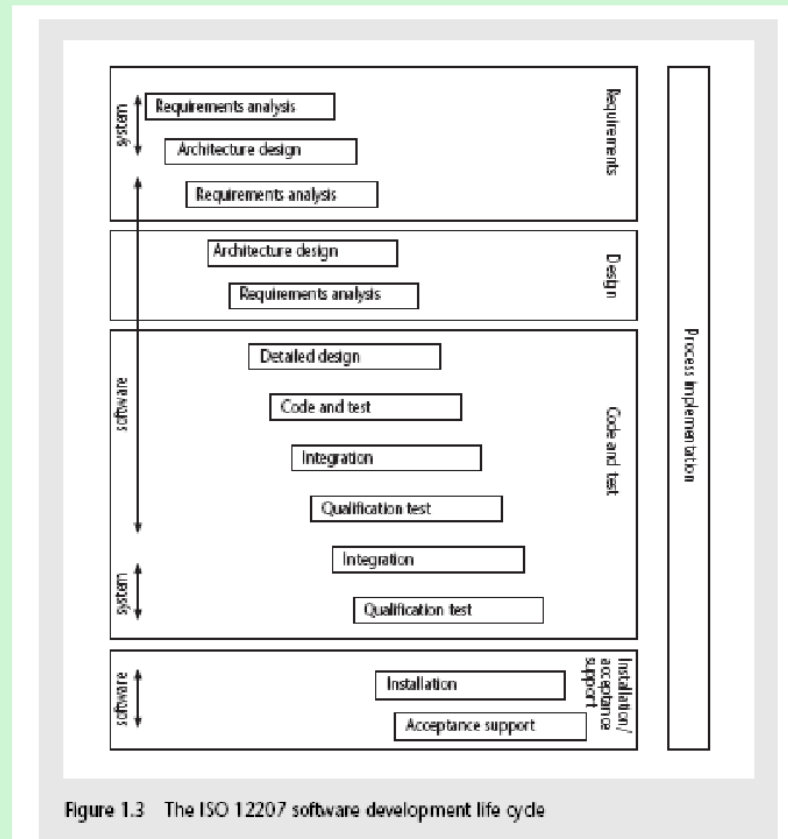 system
Requirements analysis
Architecture design
Requirements analysis
Requirements
Architecture design
Requirements analysis
Design
software
Detailed design
Code and test
Integration
Qualification test
Code and test
system
Integration
Qualification test
software
Installation
Acceptance support
Installation/
acceptance
support
Process implementation
Figure 1.3 The ISO 12207 software development life cycle